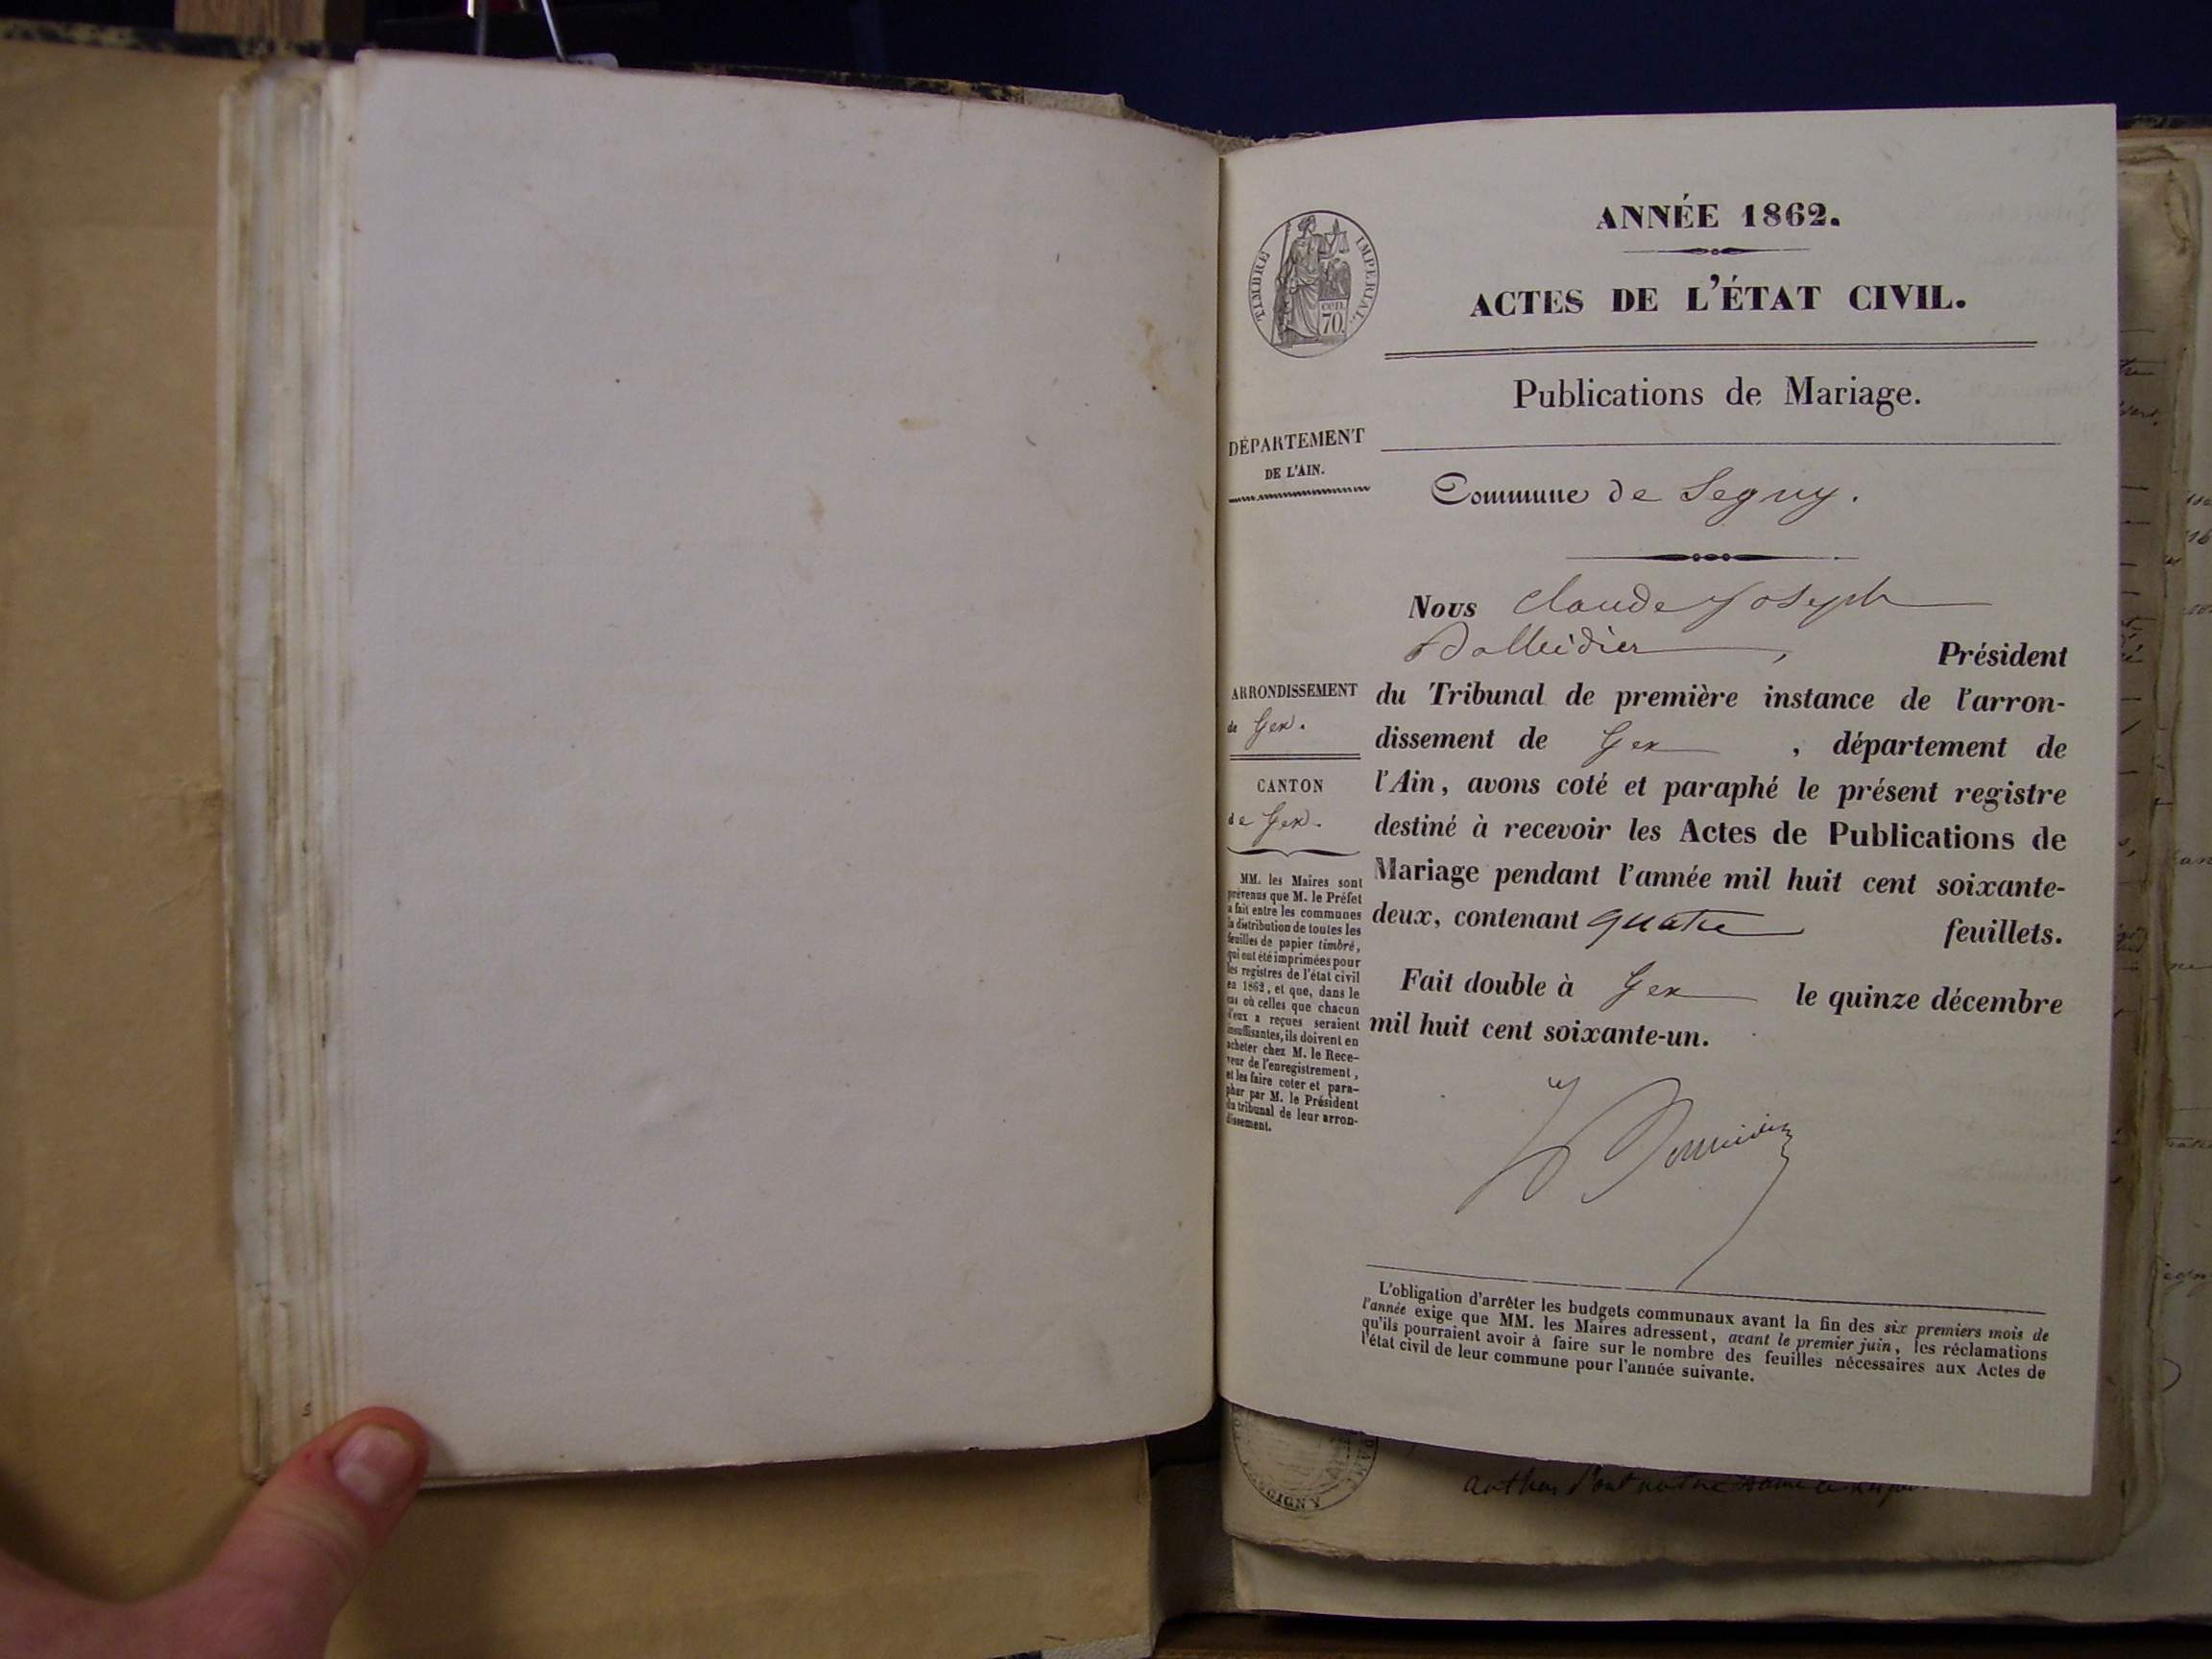 ANNÉE 1862.
TIMBRE IMPERIAL.
cen. 70.
ACTES DE L'ÉTAT CIVIL.
Publications de Mariage.
DÉPARTEMENT
DE L'AIN.
Commune de Segny.
Nous Claude Joseph
, Président
du Tribunal de première instance de l'arron-
dissement de Gex , département de
l'Ain, avons coté et paraphé le présent registre
destiné à recevoir les Actes de Publications de
Mariage pendant l'année mil huit cent soixante-
deux, contenant quatre feuillets.
Fait double à Gex le quinze décembre
mil huit cent soixante-un.
ARRONDISSEMENT
de Gex.
CANTON
de Gex.
MM. les Maires sont
prévenus que M. le Préfet
a fait entre les communes
la distribution de toutes les
feuilles de papier timbré,
qui ont été imprimées pour
les registres de l'état civil
en 1862, et que, dans le
cas où celles que chacun
d'eux a reçues seraient
insuffisantes, ils doivent en
acheter chez M. le Rece-
veur de l'enregistrement,
et les faire coter et para-
pher par M. le Président
du tribunal de leur arron-
dissement.
L'obligation d'arrêter les budgets communaux avant la fin des six premiers mois de
l'année exige que MM. les Maires adressent, avant le premier juin, les réclamations
qu'ils pourraient avoir à faire sur le nombre des feuilles nécessaires aux Actes de
l'état civil de leur commune pour l'année suivante.